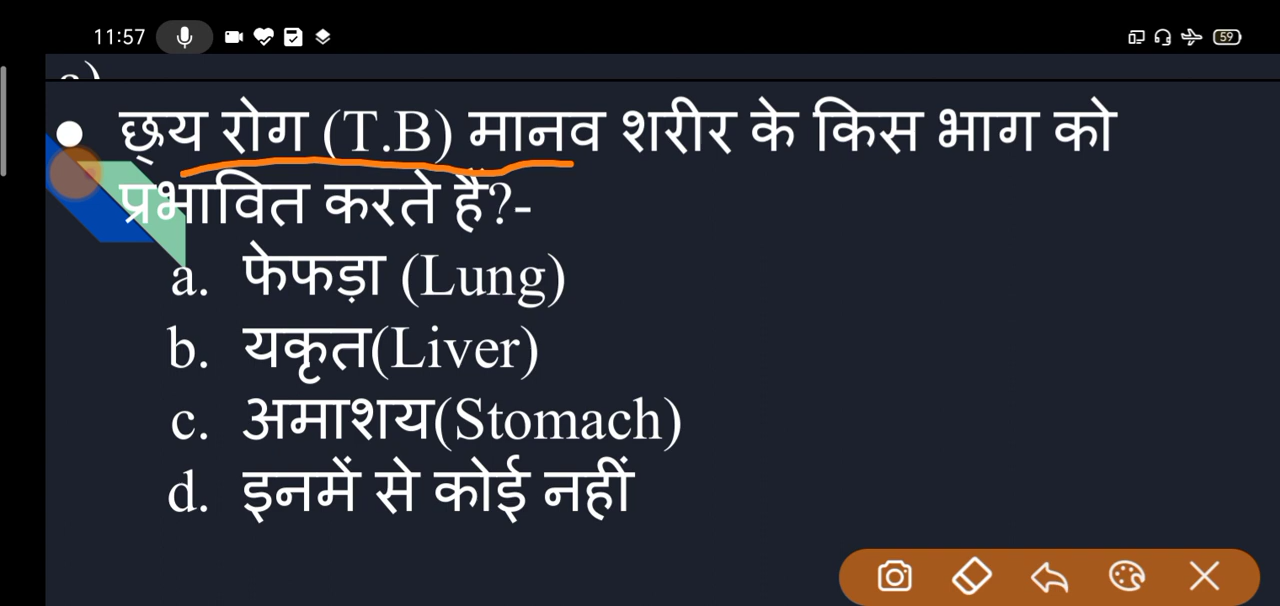 11:57
59
• छ्य रोग (T.B) मानव शरीर के किस भाग को
प्रभावित करते हैं?-
a. फेफड़ा (Lung)
b. यकृत(Liver)
c. अमाशय(Stomach)
d. इनमें से कोई नहीं